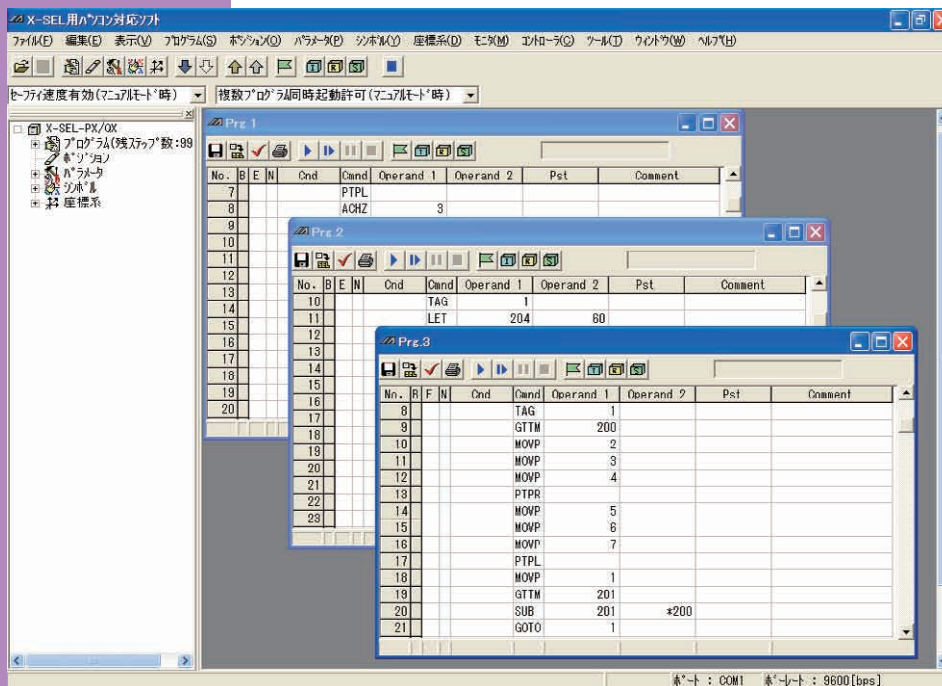 X-SEL用ﾊﾟｿｺﾝ対応ｿﾌﾄ
ﾌｧｲﾙ(F) 編集(E) 表示(V) ﾌﾟﾛｸﾞﾗﾑ(S) ﾎﾟｼﾞｼｮﾝ(O) ﾊﾟﾗﾒｰﾀ(P) ｼﾝﾎﾞﾙ(Y) 座標系(D) ﾓﾆﾀ(M) ｺﾝﾄﾛｰﾗ(C) ﾂｰﾙ(T) ｳｨﾝﾄﾞｳ(W) ﾍﾙﾌﾟ(H)
ｾｰﾌﾃｨ速度有効(ﾏﾆｭｱﾙﾓｰﾄﾞ時) 複数ﾌﾟﾛｸﾞﾗﾑ同時起動許可(ﾏﾆｭｱﾙﾓｰﾄﾞ時)
X-SEL-PX/QX
ﾌﾟﾛｸﾞﾗﾑ(残ｽﾃｯﾌﾟ数:99
ﾎﾟｼﾞｼｮﾝ
ﾊﾟﾗﾒｰﾀ
ｼﾝﾎﾞﾙ
座標系
Prg.1
No. B E N Cnd Cmnd Operand 1 Operand 2 Pst Comment
7 PTPL
8 ACHZ 3
9
10
11
12
13
14
15
16
17
18
19
20
Prg.2
No. B E N Cnd Cmnd Operand 1 Operand 2 Pst Comment
10 TAG 1
11 LET 204 60
12
13
14
15
16
17
18
19
20
21
22
23
Prg.3
No. B E N Cnd Cmnd Operand 1 Operand 2 Pst Comment
8 TAG 1
9 GTTM 200
10 MOVP 2
11 MOVP 3
12 MOVP 4
13 PTPR
14 MOVP 5
15 MOVP 6
16 MOVP 7
17 PTPL
18 MOVP 1
19 GTTM 201
20 SUB 201 *200
21 GOTO 1
ﾎﾟｰﾄ : COM1 ﾎﾞｰﾚｰﾄ : 9600[bps]